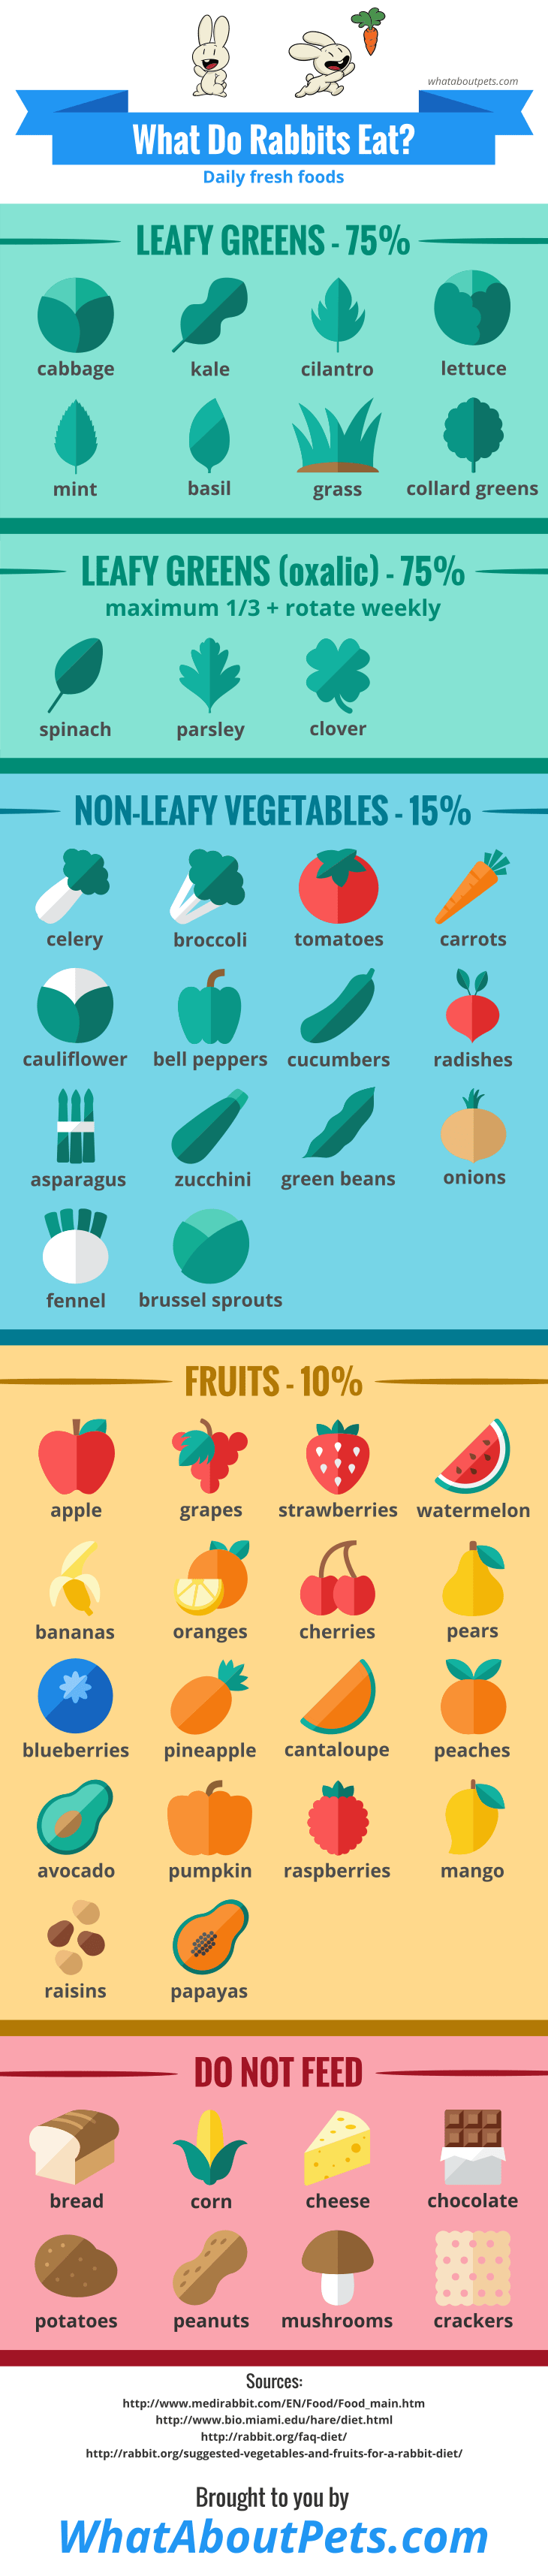 whataboutpets.com
What Do Rabbits Eat?
Daily fresh foods
LEAFY GREENS - 75%
cabbage kale cilantro lettuce
mint basil grass collard greens
LEAFY GREENS (oxalic) - 75%
maximum 1/3 + rotate weekly
spinach parsley clover
NON-LEAFY VEGETABLES - 15%
celery broccoli tomatoes carrots
cauliflower bell peppers cucumbers radishes
asparagus zucchini green beans onions
fennel brussel sprouts
FRUITS - 10%
apple grapes strawberries watermelon
bananas oranges cherries pears
blueberries pineapple cantaloupe peaches
avocado pumpkin raspberries mango
raisins papayas
DO NOT FEED
bread corn cheese chocolate
potatoes peanuts mushrooms crackers
Sources:
http://www.medirabbit.com/EN/Food/Food_main.htm
http://www.bio.miami.edu/hare/diet.html
http://rabbit.org/faq-diet/
http://rabbit.org/suggested-vegetables-and-fruits-for-a-rabbit-diet/
Brought to you by
WhatAboutPets.com